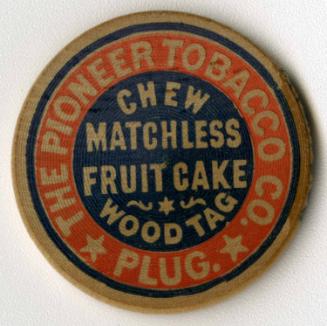 THE PIONEER TOBACCO CO.
CHEW
MATCHLESS
FRUIT CAKE
WOOD TAG
PLUG.